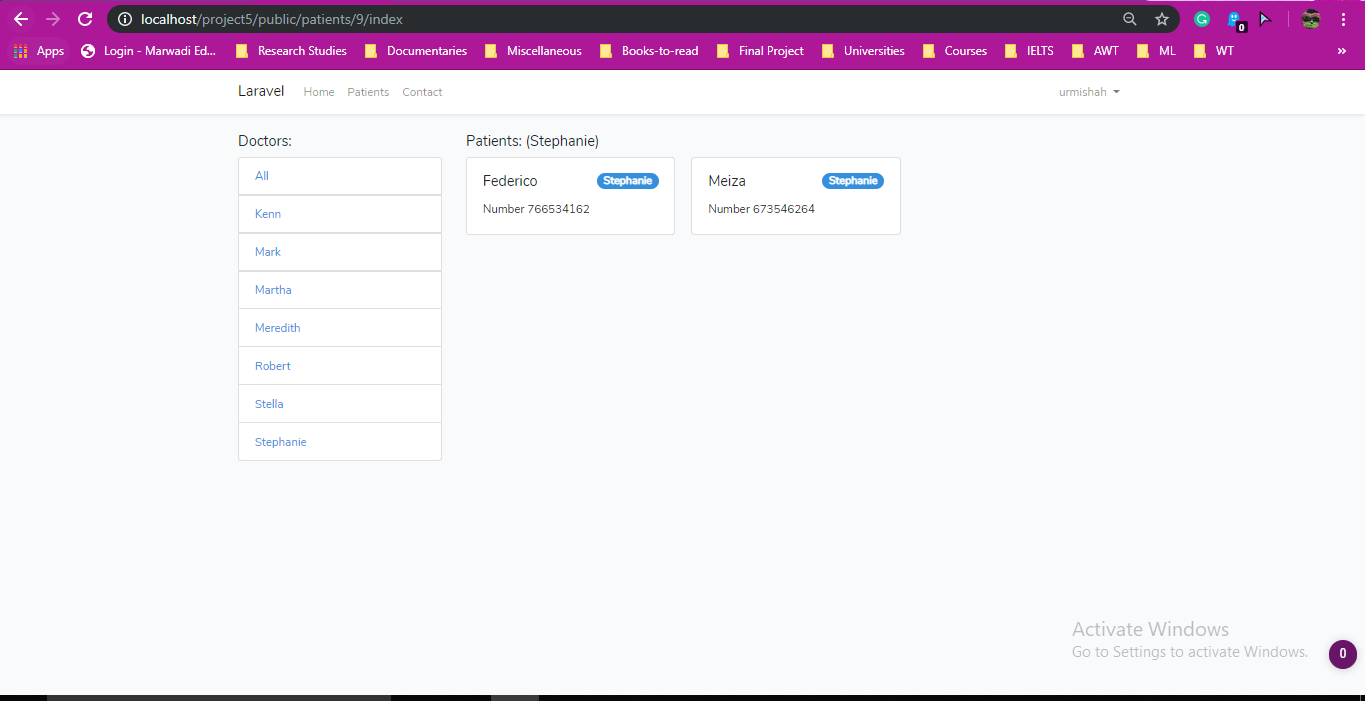 localhost/project5/public/patients/9/index
0
Apps Login - Marwadi Ed... Research Studies Documentaries Miscellaneous Books-to-read Final Project Universities Courses IELTS AWT ML WT »
Laravel Home Patients Contact urmishah
Doctors:
All
Kenn
Mark
Martha
Meredith
Robert
Stella
Stephanie
Patients: (Stephanie)
Federico Stephanie
Number 766534162
Meiza Stephanie
Number 673546264
Activate Windows
Go to Settings to activate Windows.
0